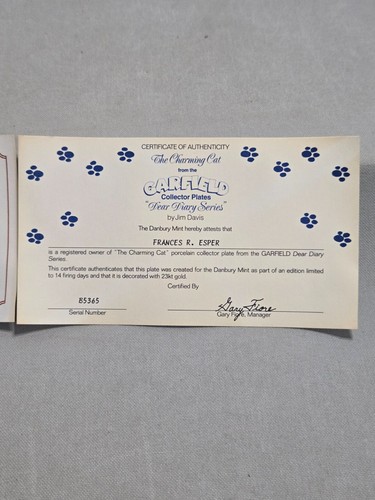 CERTIFICATE OF AUTHENTICITY
The Charming Cat
from the
GARFIELD
Collector Plates
"Dear Diary Series"
by Jim Davis
The Danbury Mint hereby attests that
FRANCES R. ESPER
is a registered owner of "The Charming Cat" porcelain collector plate from the GARFIELD Dear Diary
Series.
This certificate authenticates that this plate was created for the Danbury Mint as part of an edition limited
to 14 firing days and that it is decorated with 23kt gold.
Certified By
85365
Gary Fiore
Serial Number
Gary Fiore, Manager